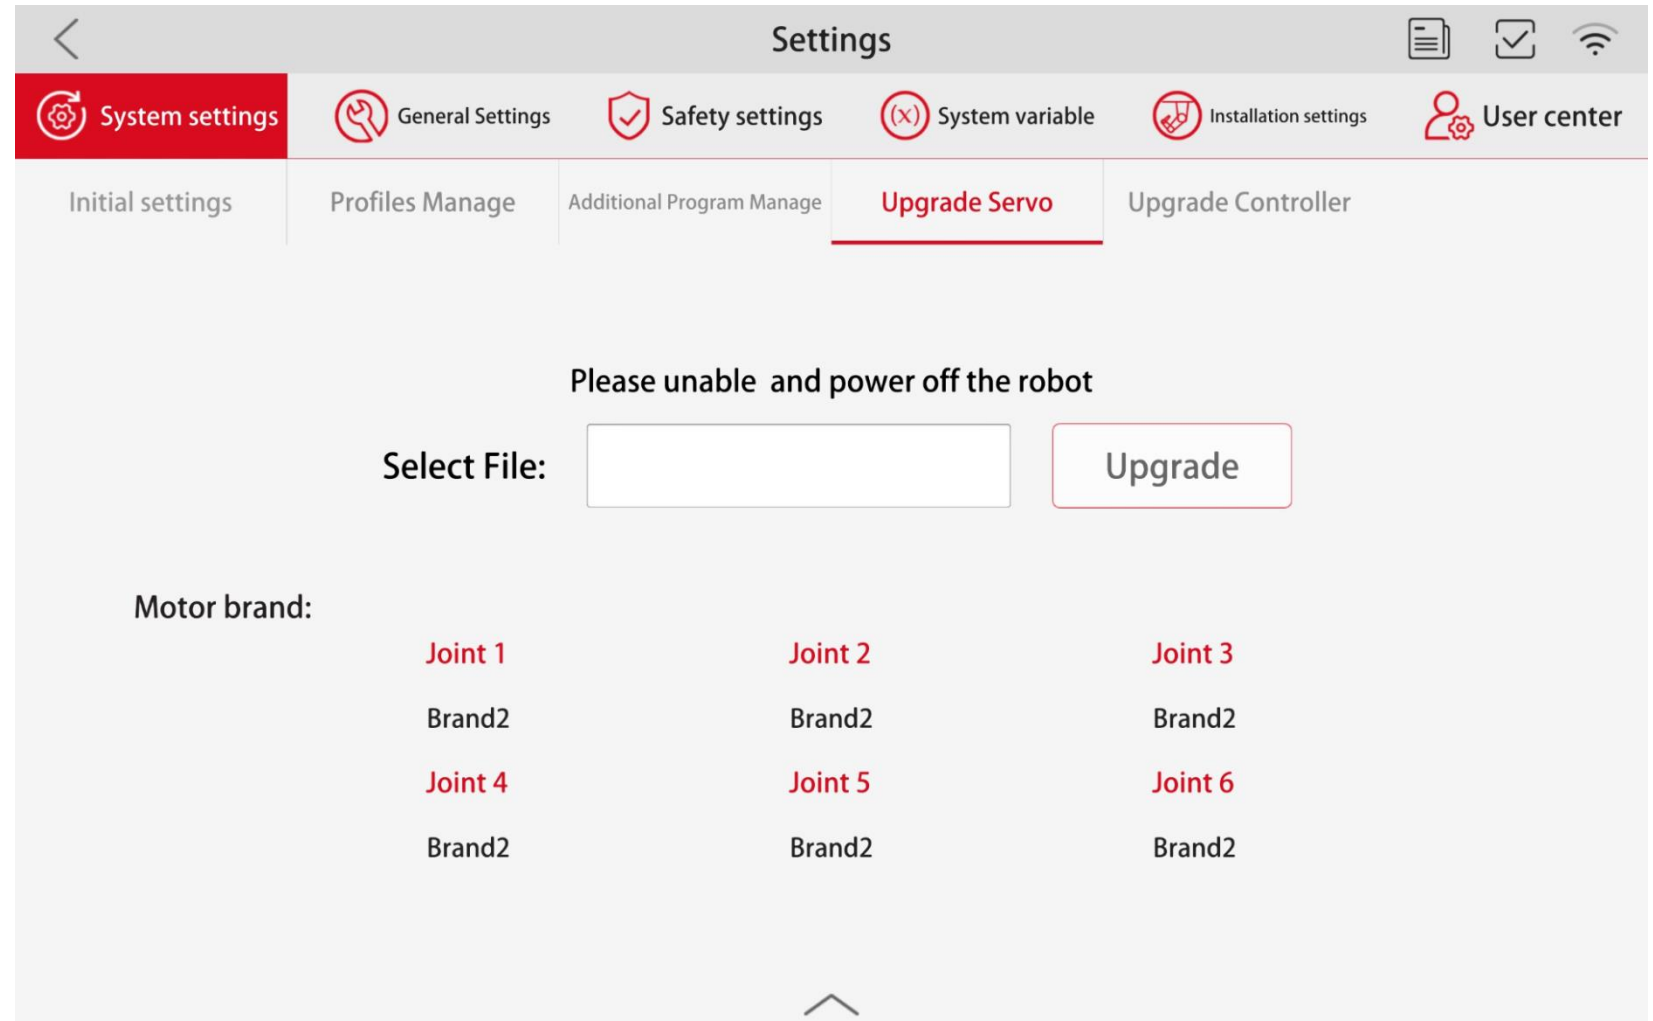 Settings
System settings
General Settings
Safety settings
(x) System variable
Installation settings
User center
Initial settings
Profiles Manage
Additional Program Manage
Upgrade Servo
Upgrade Controller
Please unable  and power off the robot
Select File:
Upgrade
Motor brand:
Joint 1 Joint 2 Joint 3
Brand2 Brand2 Brand2
Joint 4 Joint 5 Joint 6
Brand2 Brand2 Brand2